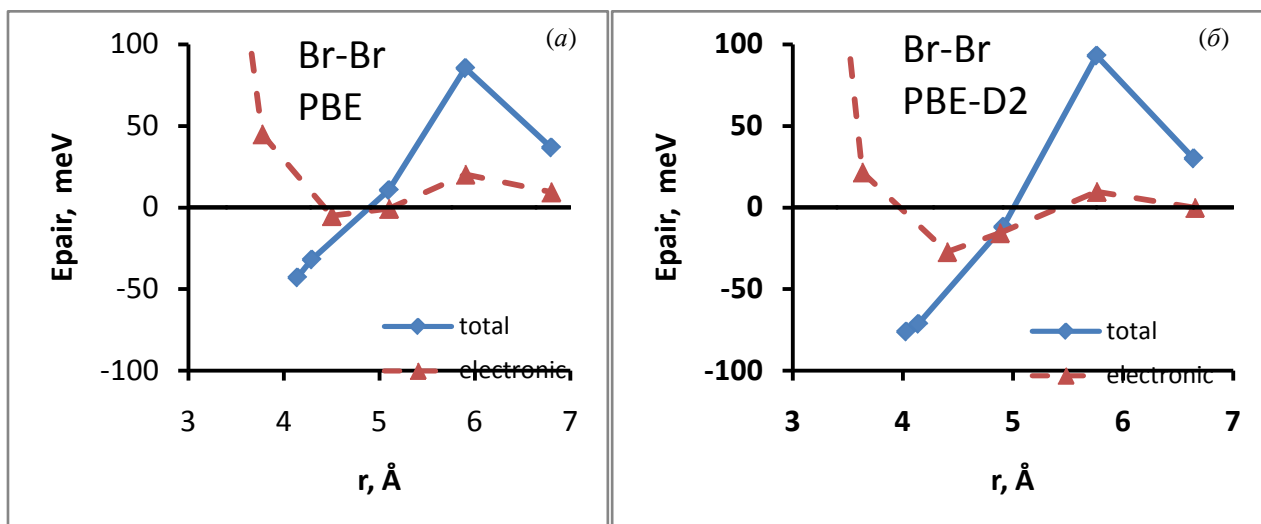 (а)
Br-Br
PBE
100
50
0
-50
-100
Epair, meV
total
electronic
3 4 5 6 7
r, Å
(б)
Br-Br
PBE-D2
100
50
0
-50
-100
Epair, meV
total
electronic
3 4 5 6 7
r, Å